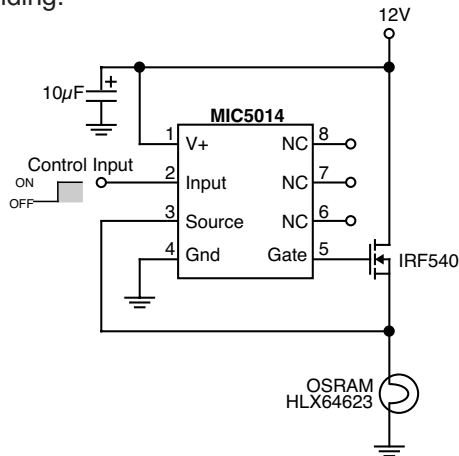 nding.
12V
10µF
+
MIC5014
1 V+ NC 8
Control Input
ON
OFF
2 Input NC 7
3 Source NC 6
4 Gnd Gate 5
IRF540
OSRAM
HLX64623